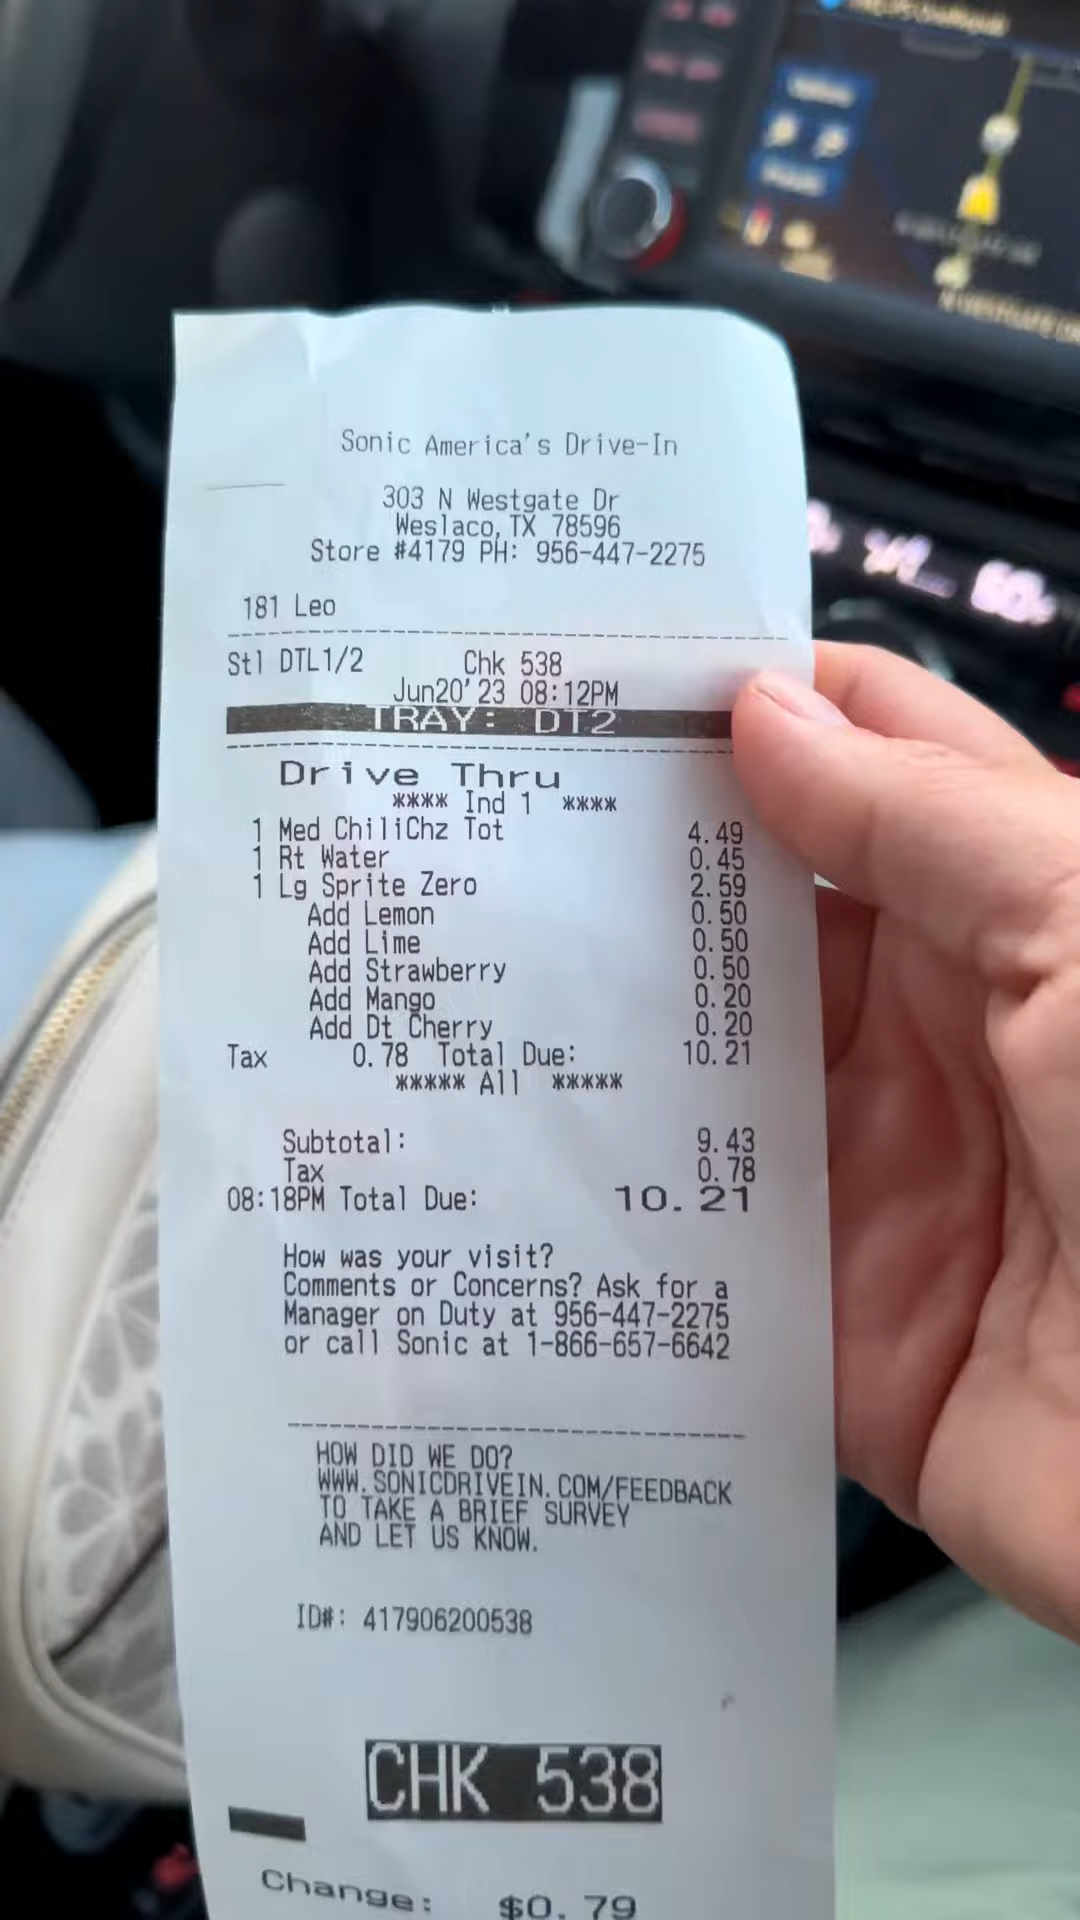 Sonic America's Drive-In
303 N Westgate Dr
Weslaco, TX 78596
Store #4179 PH: 956-447-2275
181 Leo
Stl DTL1/2 Chk 538
Jun20'23 08:12PM
TRAY: DT2
Drive Thru
**** Ind 1 ****
1 Med ChiliChz Tot 4.49
1 Rt Water 0.45
1 Lg Sprite Zero 2.59
Add Lemon 0.50
Add Lime 0.50
Add Strawberry 0.50
Add Mango 0.20
Add Dt Cherry 0.20
Tax 0.78 Total Due: 10.21
***** All *****
Subtotal: 9.43
Tax 0.78
08:18PM Total Due: 10.21
How was your visit?
Comments or Concerns? Ask for a
Manager on Duty at 956-447-2275
or call Sonic at 1-866-657-6642
HOW DID WE DO?
WWW.SONICDRIVEIN.COM/FEEDBACK
TO TAKE A BRIEF SURVEY
AND LET US KNOW.
ID#: 417906200538
CHK 538
Change: $0.79